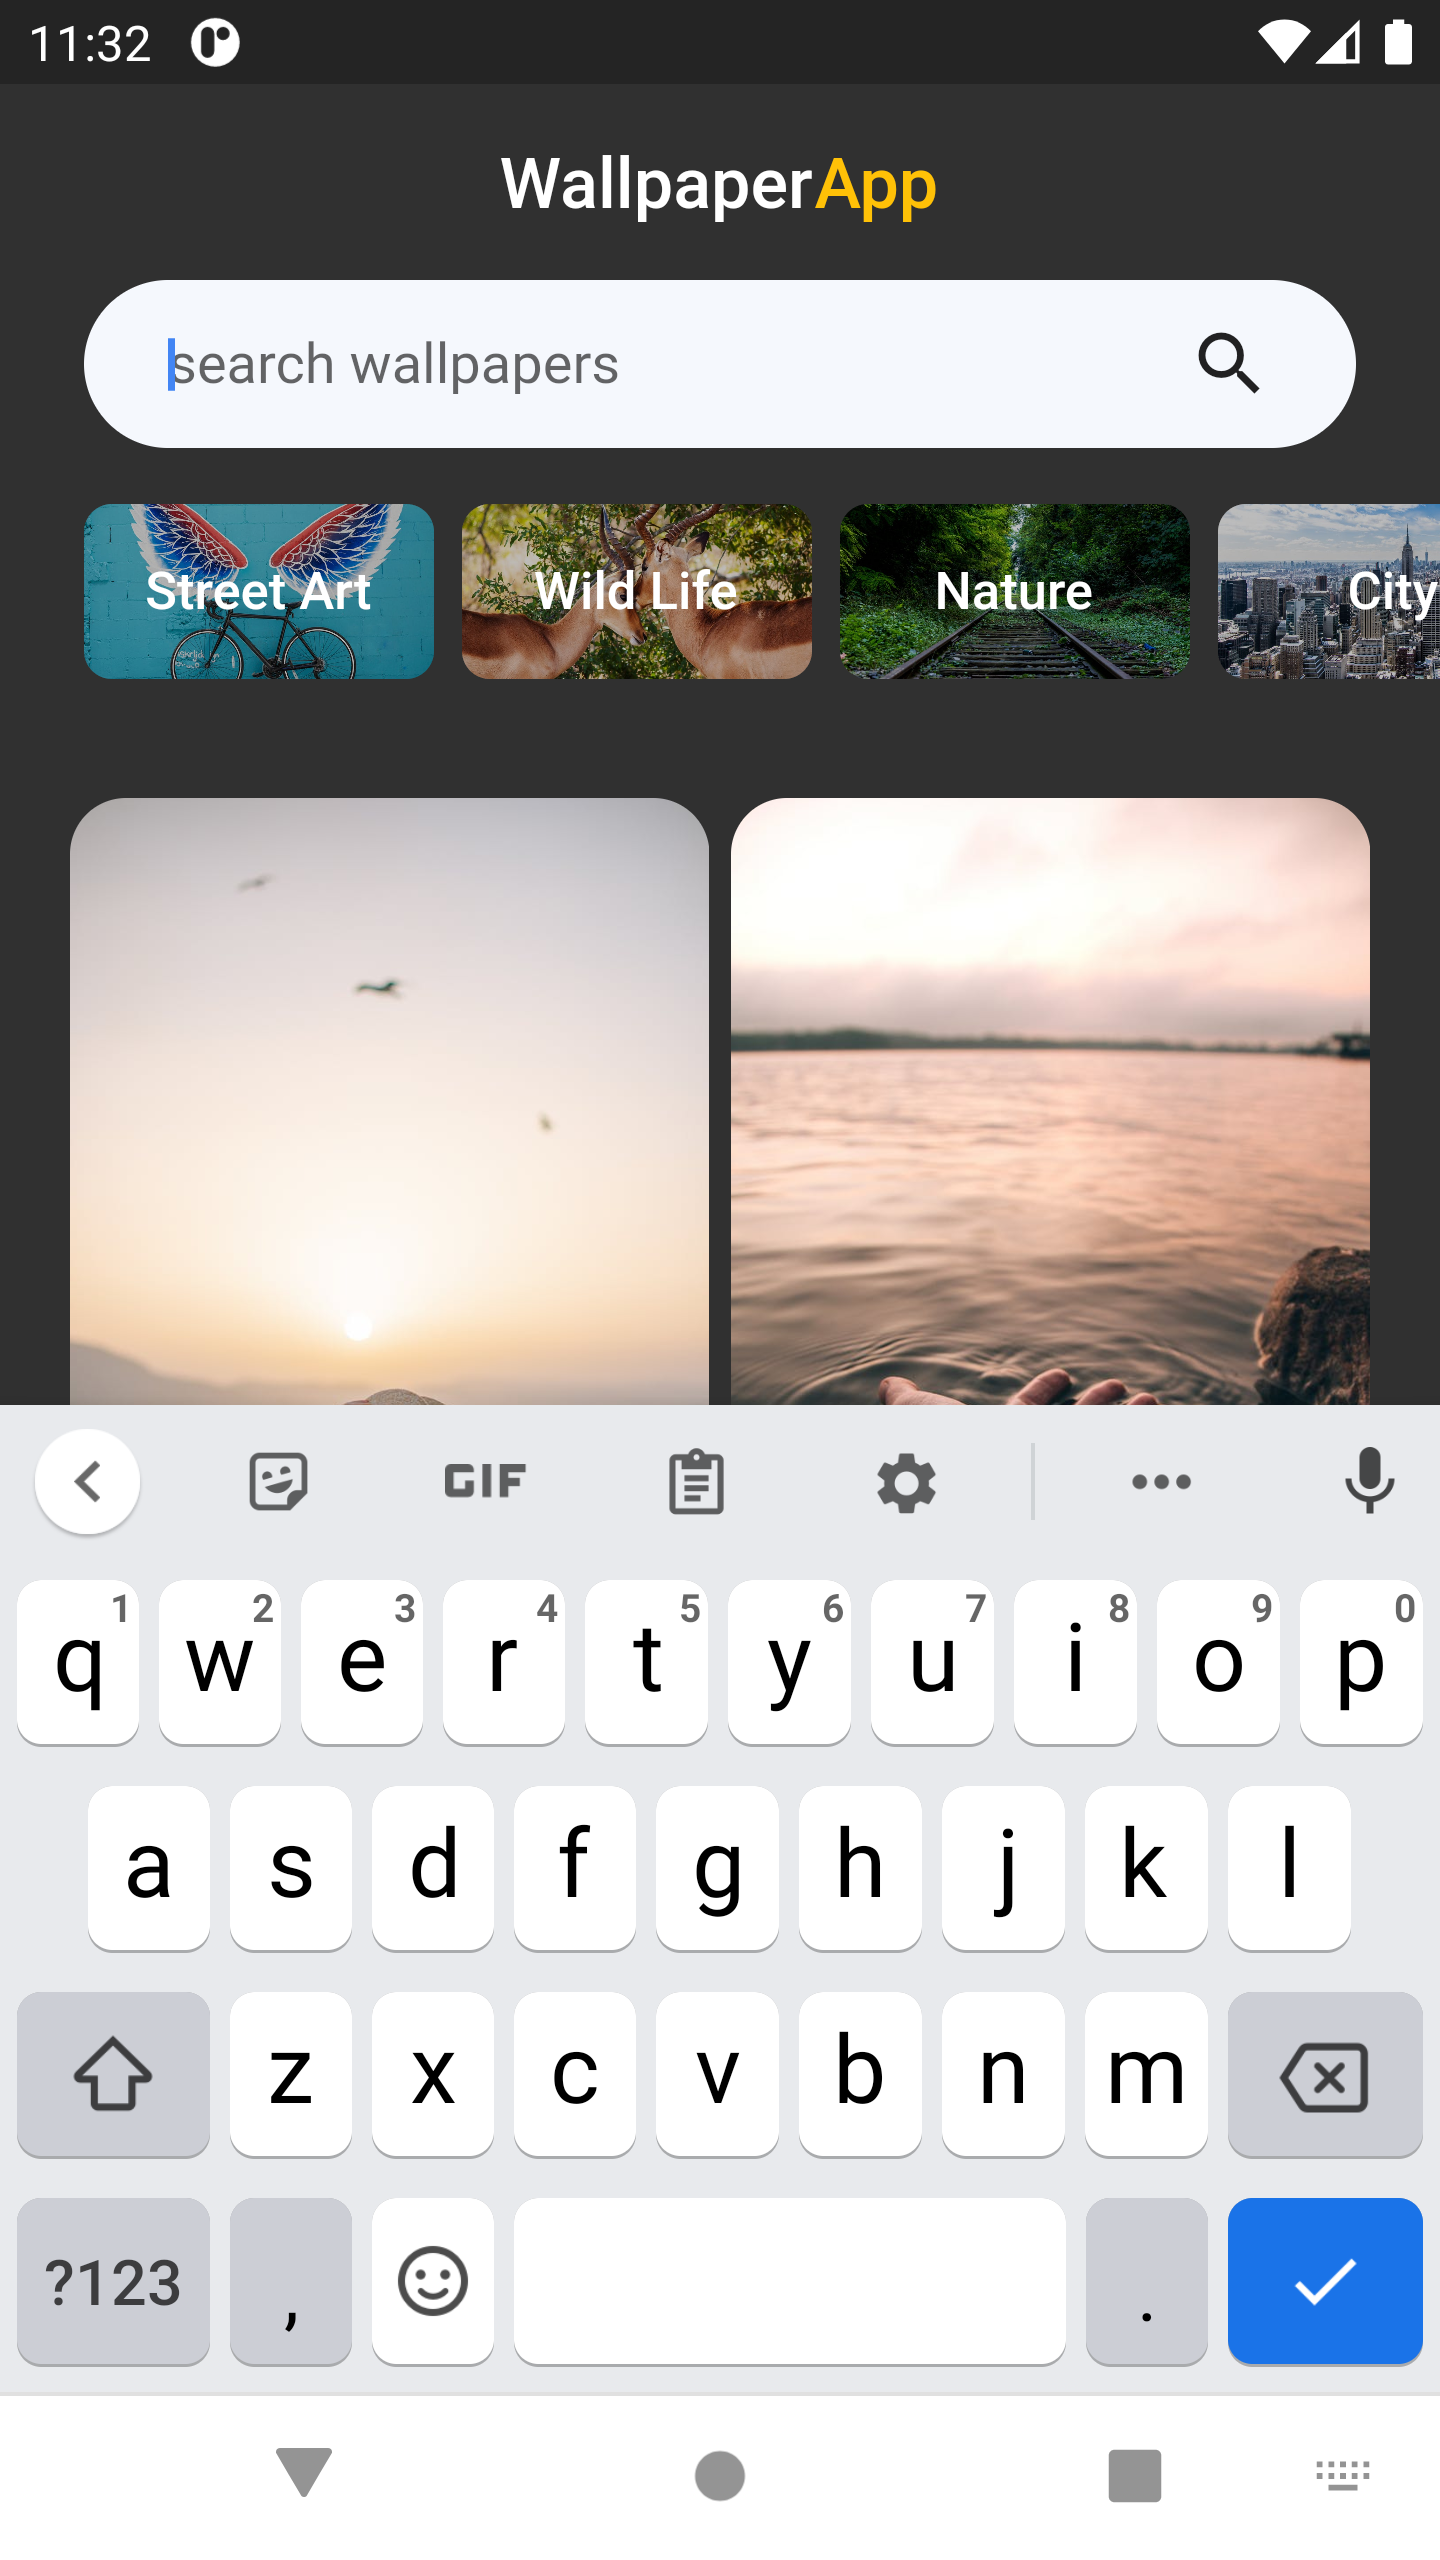 11:32
WallpaperApp
search wallpapers
Street Art
Wild Life
Nature
City
GIF
1 2 3 4 5 6 7 8 9 0
q w e r t y u i o p
a s d f g h j k l
z x c v b n m
?123 , .